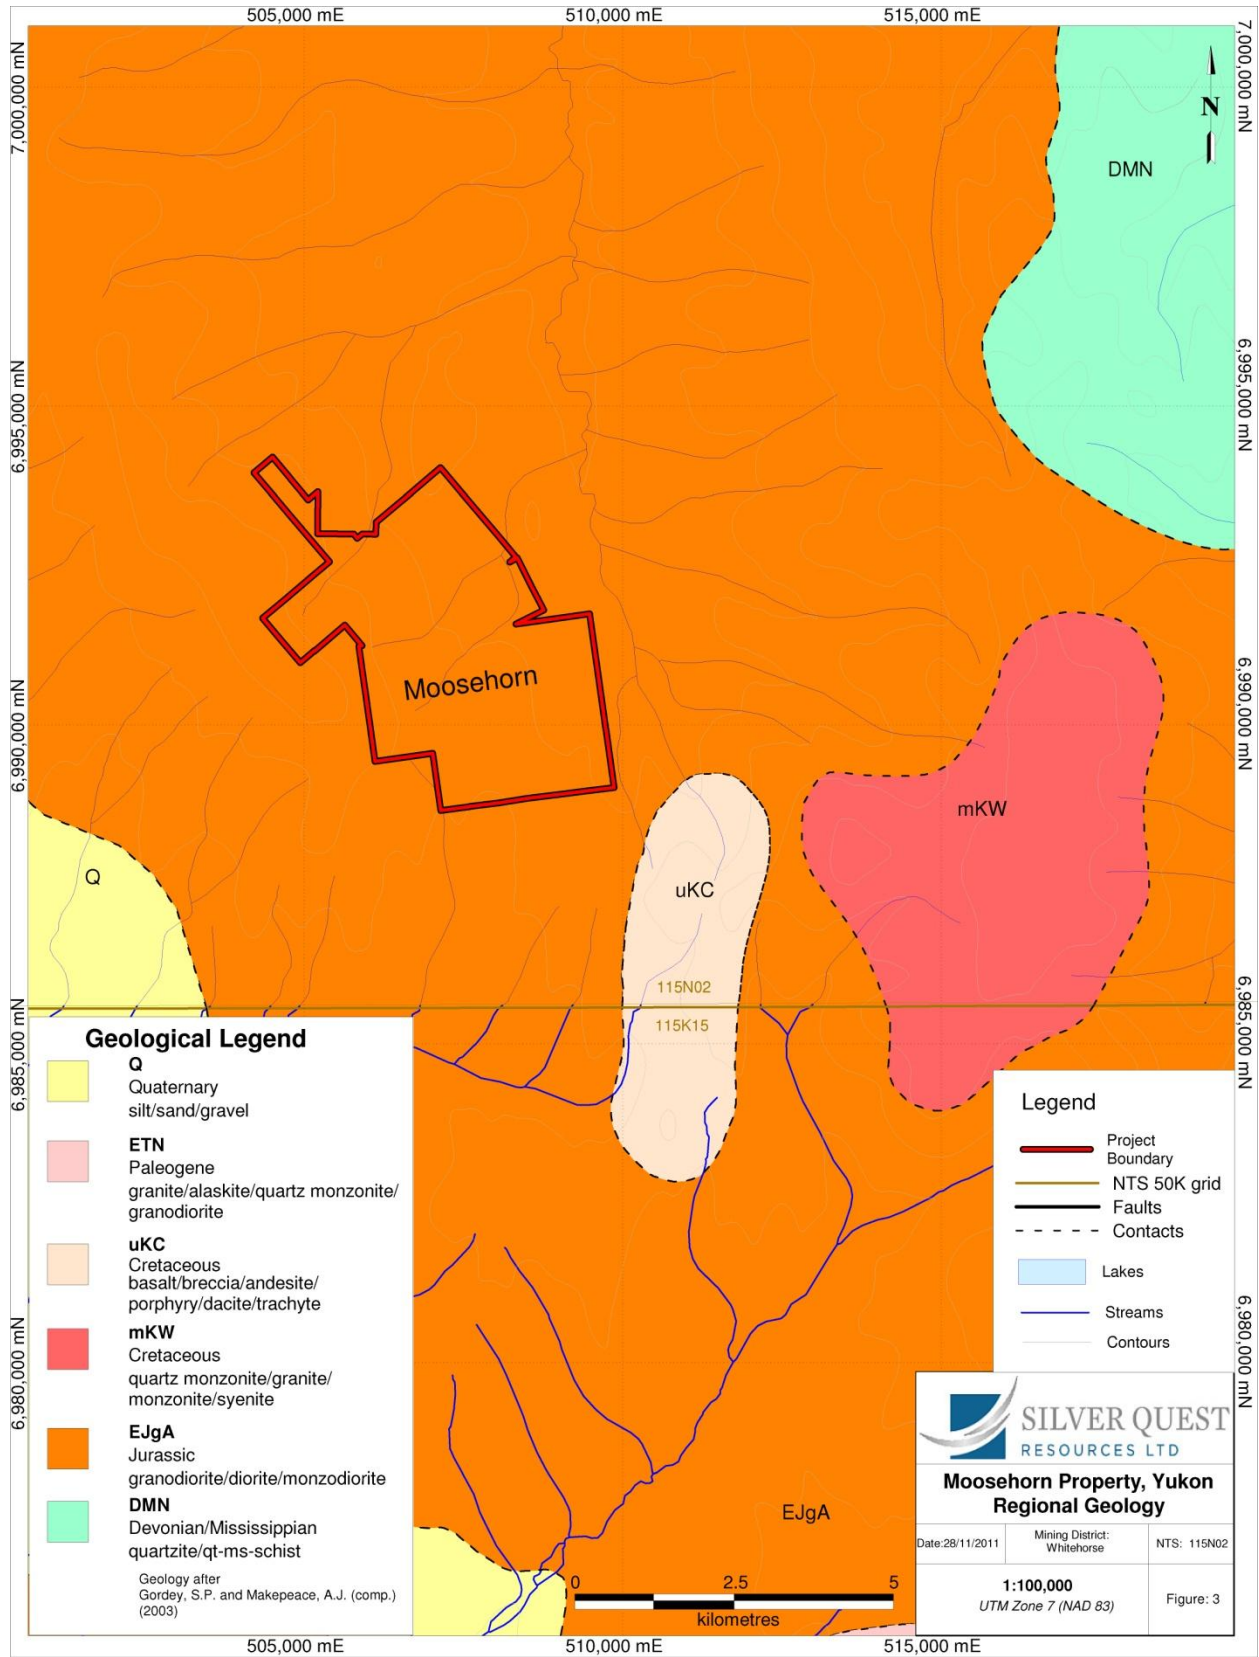 505,000 mE
510,000 mE
515,000 mE
7,000,000 mN
7,000,000 mN
N
DMN
6,995,000 mN
6,995,000 mN
Moosehorn
6,990,000 mN
6,990,000 mN
mKW
Q
uKC
115N02
115K15
6,985,000 mN
6,985,000 mN
Geological Legend
Q
Quaternary
silt/sand/gravel
ETN
Paleogene
granite/alaskite/quartz monzonite/
granodiorite
uKC
Cretaceous
basalt/breccia/andesite/
porphyry/dacite/trachyte
mKW
Cretaceous
quartz monzonite/granite/
monzonite/syenite
EJgA
Jurassic
granodiorite/diorite/monzodiorite
DMN
Devonian/Mississippian
quartzite/qt-ms-schist
Geology after
Gordey, S.P. and Makepeace, A.J. (comp.)
(2003)
6,980,000 mN
6,980,000 mN
Legend
Project
Boundary
NTS 50K grid
Faults
Contacts
Lakes
Streams
Contours
EJgA
0 2.5 5
kilometres
SILVER QUEST
RESOURCES LTD
Moosehorn Property, Yukon
Regional Geology
Date:28/11/2011
Mining District:
Whitehorse
NTS: 115N02
1:100,000
UTM Zone 7 (NAD 83)
Figure: 3
505,000 mE
510,000 mE
515,000 mE